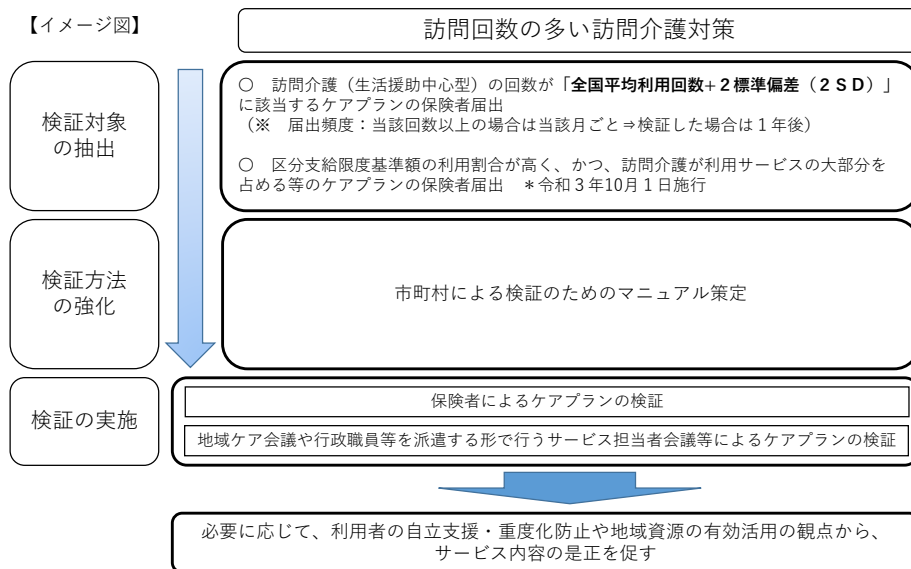 【イメージ図】
訪問回数の多い訪問介護対策
検証対象
の抽出
○　訪問介護（生活援助中心型）の回数が「全国平均利用回数+２標準偏差（２ＳＤ）」
に該当するケアプランの保険者届出
（※　届出頻度：当該回数以上の場合は当該月ごと⇒検証した場合は１年後）
○　区分支給限度基準額の利用割合が高く、かつ、訪問介護が利用サービスの大部分を
占める等のケアプランの保険者届出　＊令和３年10月１日施行
検証方法
の強化
市町村による検証のためのマニュアル策定
検証の実施
保険者によるケアプランの検証
地域ケア会議や行政職員等を派遣する形で行うサービス担当者会議等によるケアプランの検証
必要に応じて、利用者の自立支援・重度化防止や地域資源の有効活用の観点から、
サービス内容の是正を促す